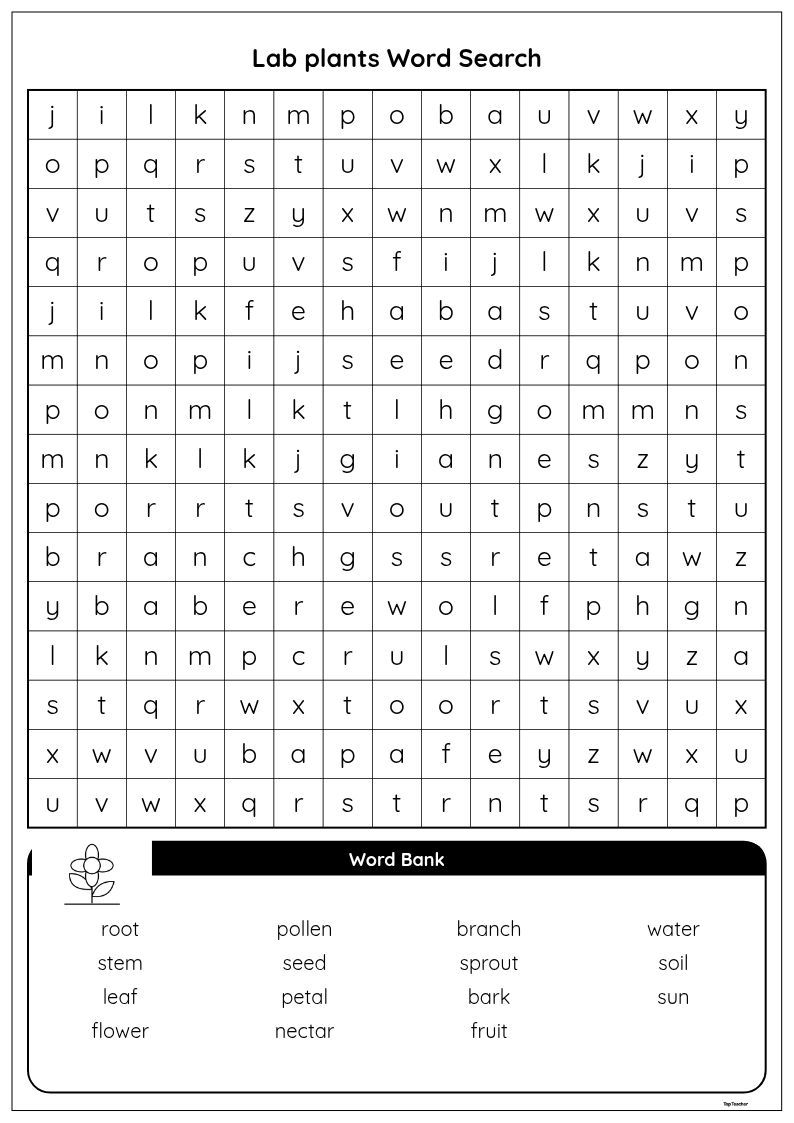 Lab plants Word Search
j i l k n m p o b a u v w x y
o p q r s t u v w x l k j i p
v u t s z y x w n m w x u v s
q r o p u v s f i j l k n m p
j i l k f e h a b a s t u v o
m n o p i j s e e d r q p o n
p o n m l k t l h g o m m n s
m n k l k j g i a n e s z y t
p o r r t s v o u t p n s t u
b r a n c h g s s r e t a w z
y b a b e r e w o l f p h g n
l k n m p c r u l s w x y z a
s t q r w x t o o r t s v u x
x w v u b a p a f e y z w x u
u v w x q r s t r n t s r q p
Word Bank
root pollen branch water
stem seed sprout soil
leaf petal bark sun
flower nectar fruit
TopTeacher